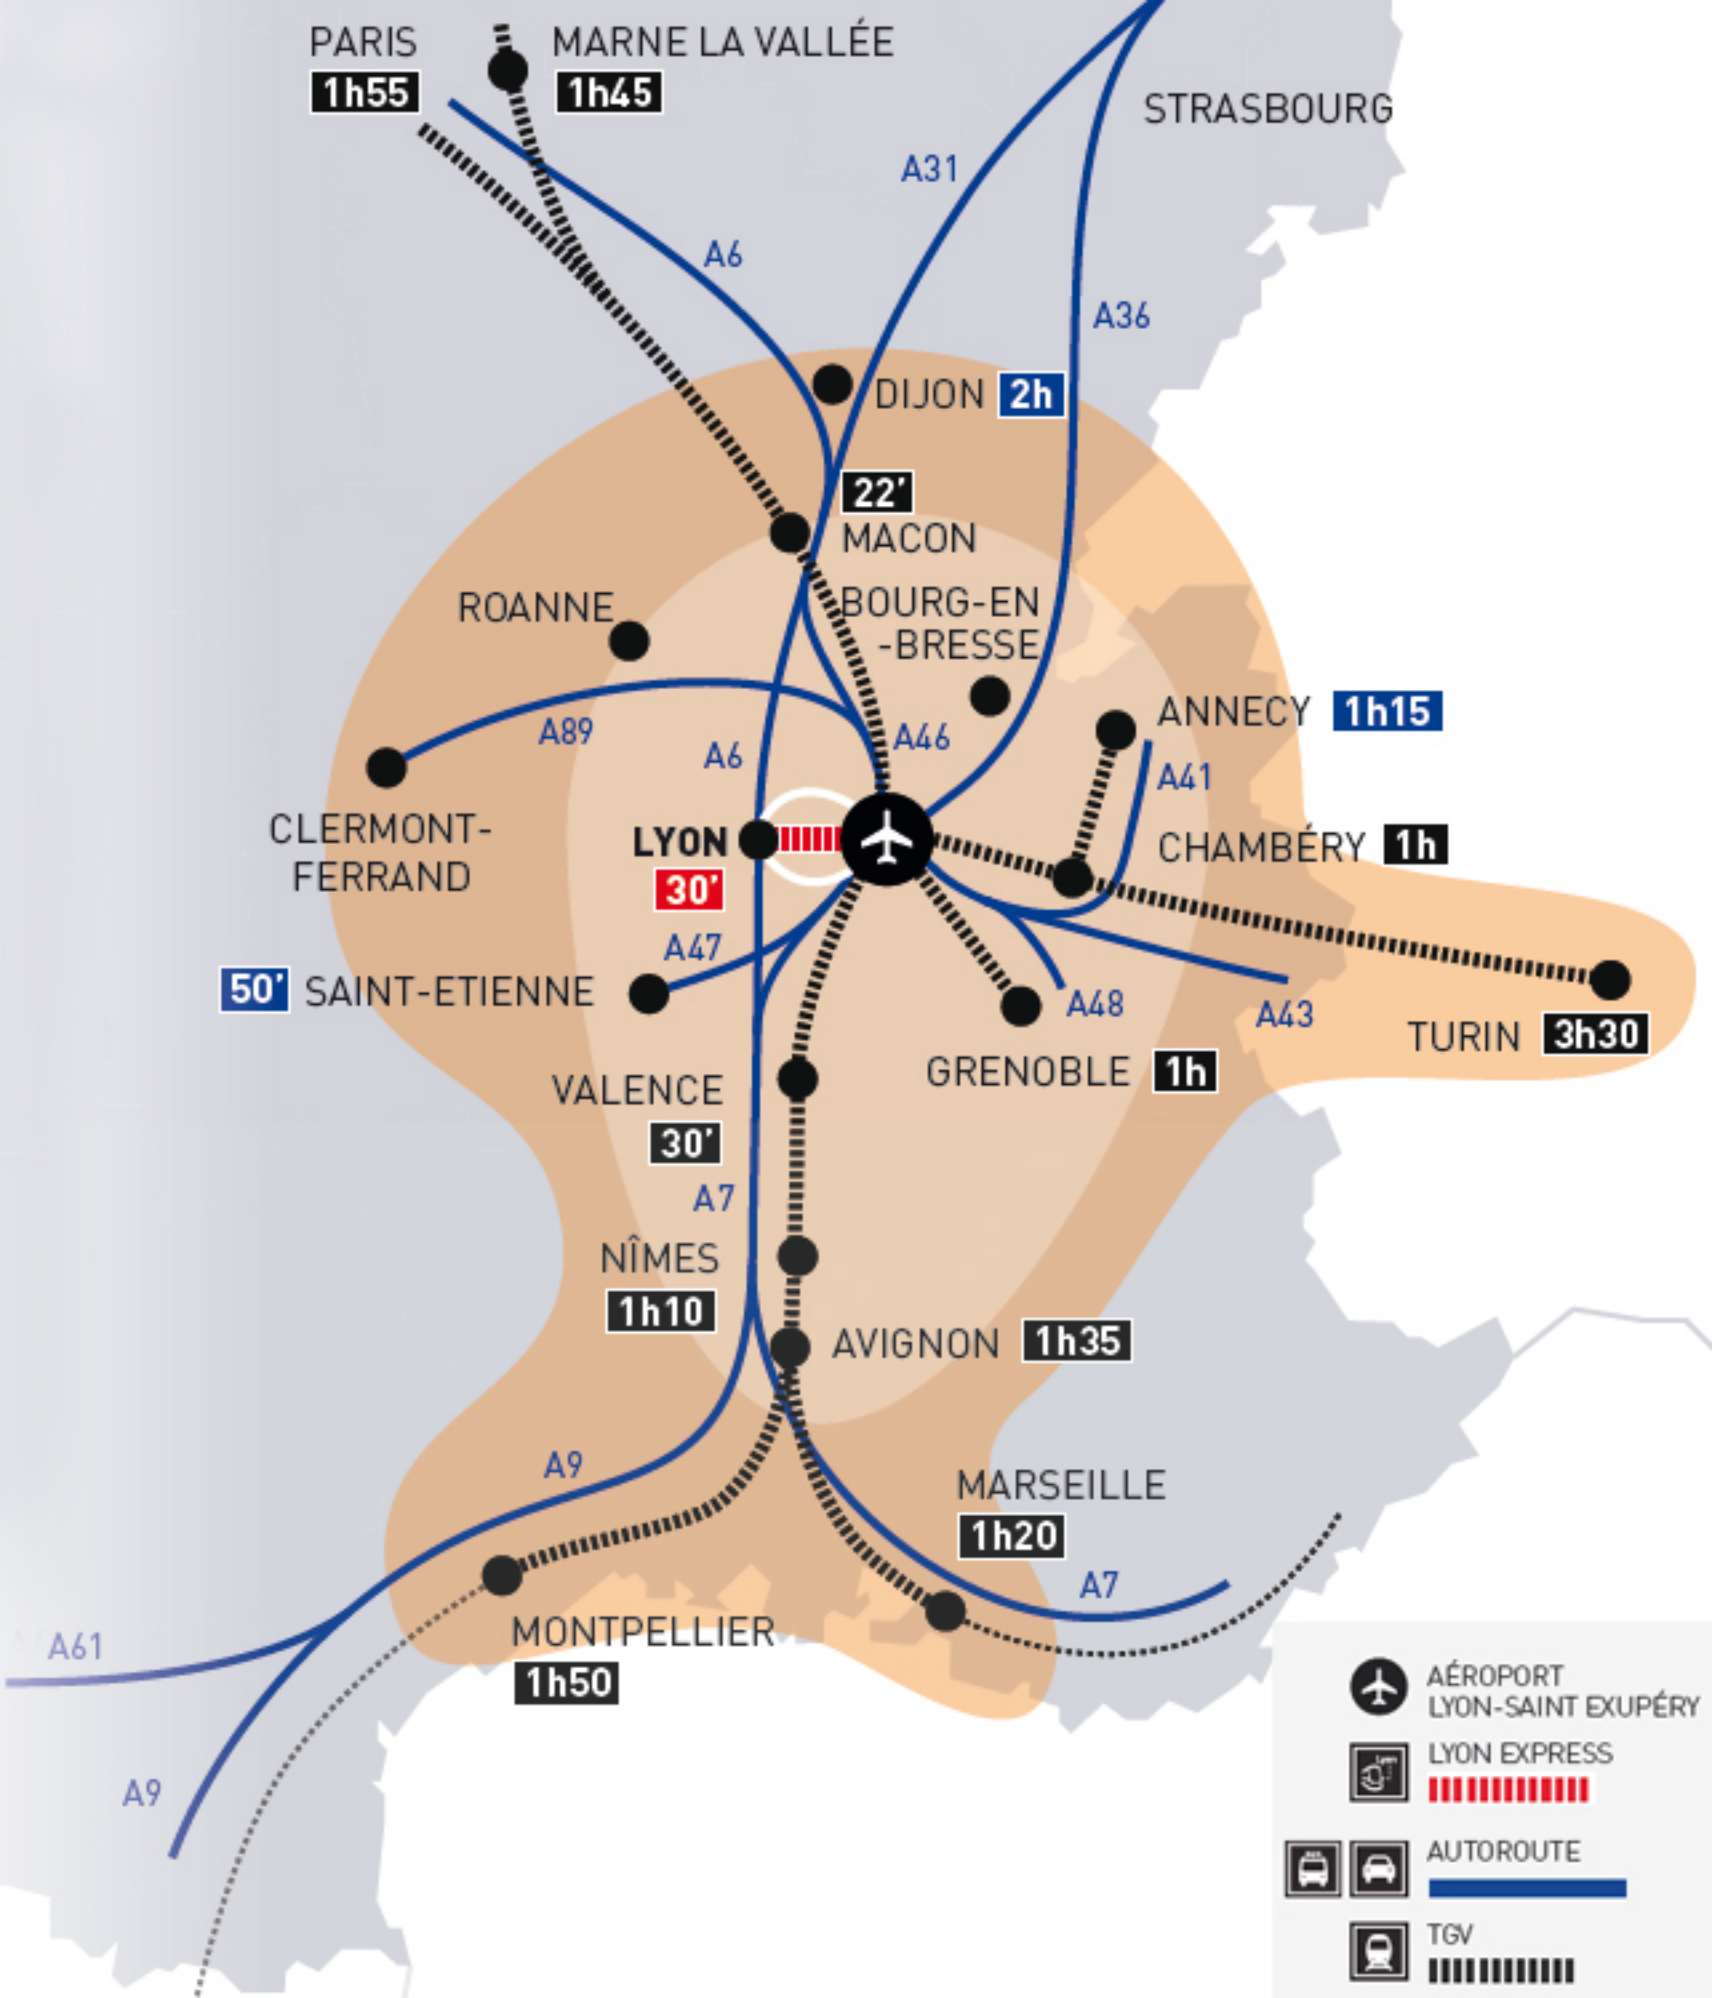 PARIS
1h55
MARNE LA VALLÉE
1h45
STRASBOURG
A31
A6
A36
DIJON 2h
22’
MACON
ROANNE
BOURG-EN
-BRESSE
ANNECY 1h15
A89
A6
A46
A41
CLERMONT-
FERRAND
LYON
30’
CHAMBÉRY 1h
A47
50’ SAINT-ETIENNE
A48
A43
TURIN 3h30
GRENOBLE 1h
VALENCE
30’
A7
NÎMES
1h10
AVIGNON 1h35
A9
MARSEILLE
1h20
A7
MONTPELLIER
1h50
A61
A9
AÉROPORT
LYON-SAINT EXUPÉRY
LYON EXPRESS
AUTOROUTE
TGV